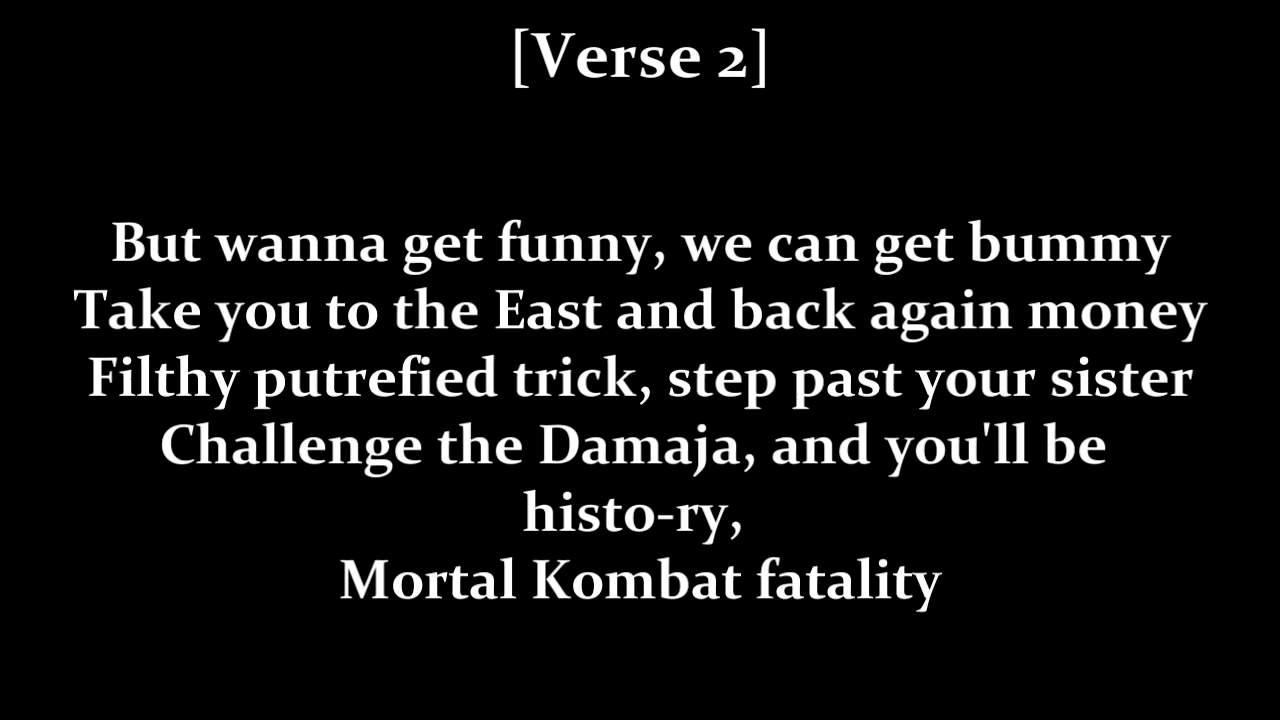 [Verse 2]
But wanna get funny, we can get bummy
Take you to the East and back again money
Filthy putrefied trick, step past your sister
Challenge the Damaja, and you'll be
histo-ry,
Mortal Kombat fatality